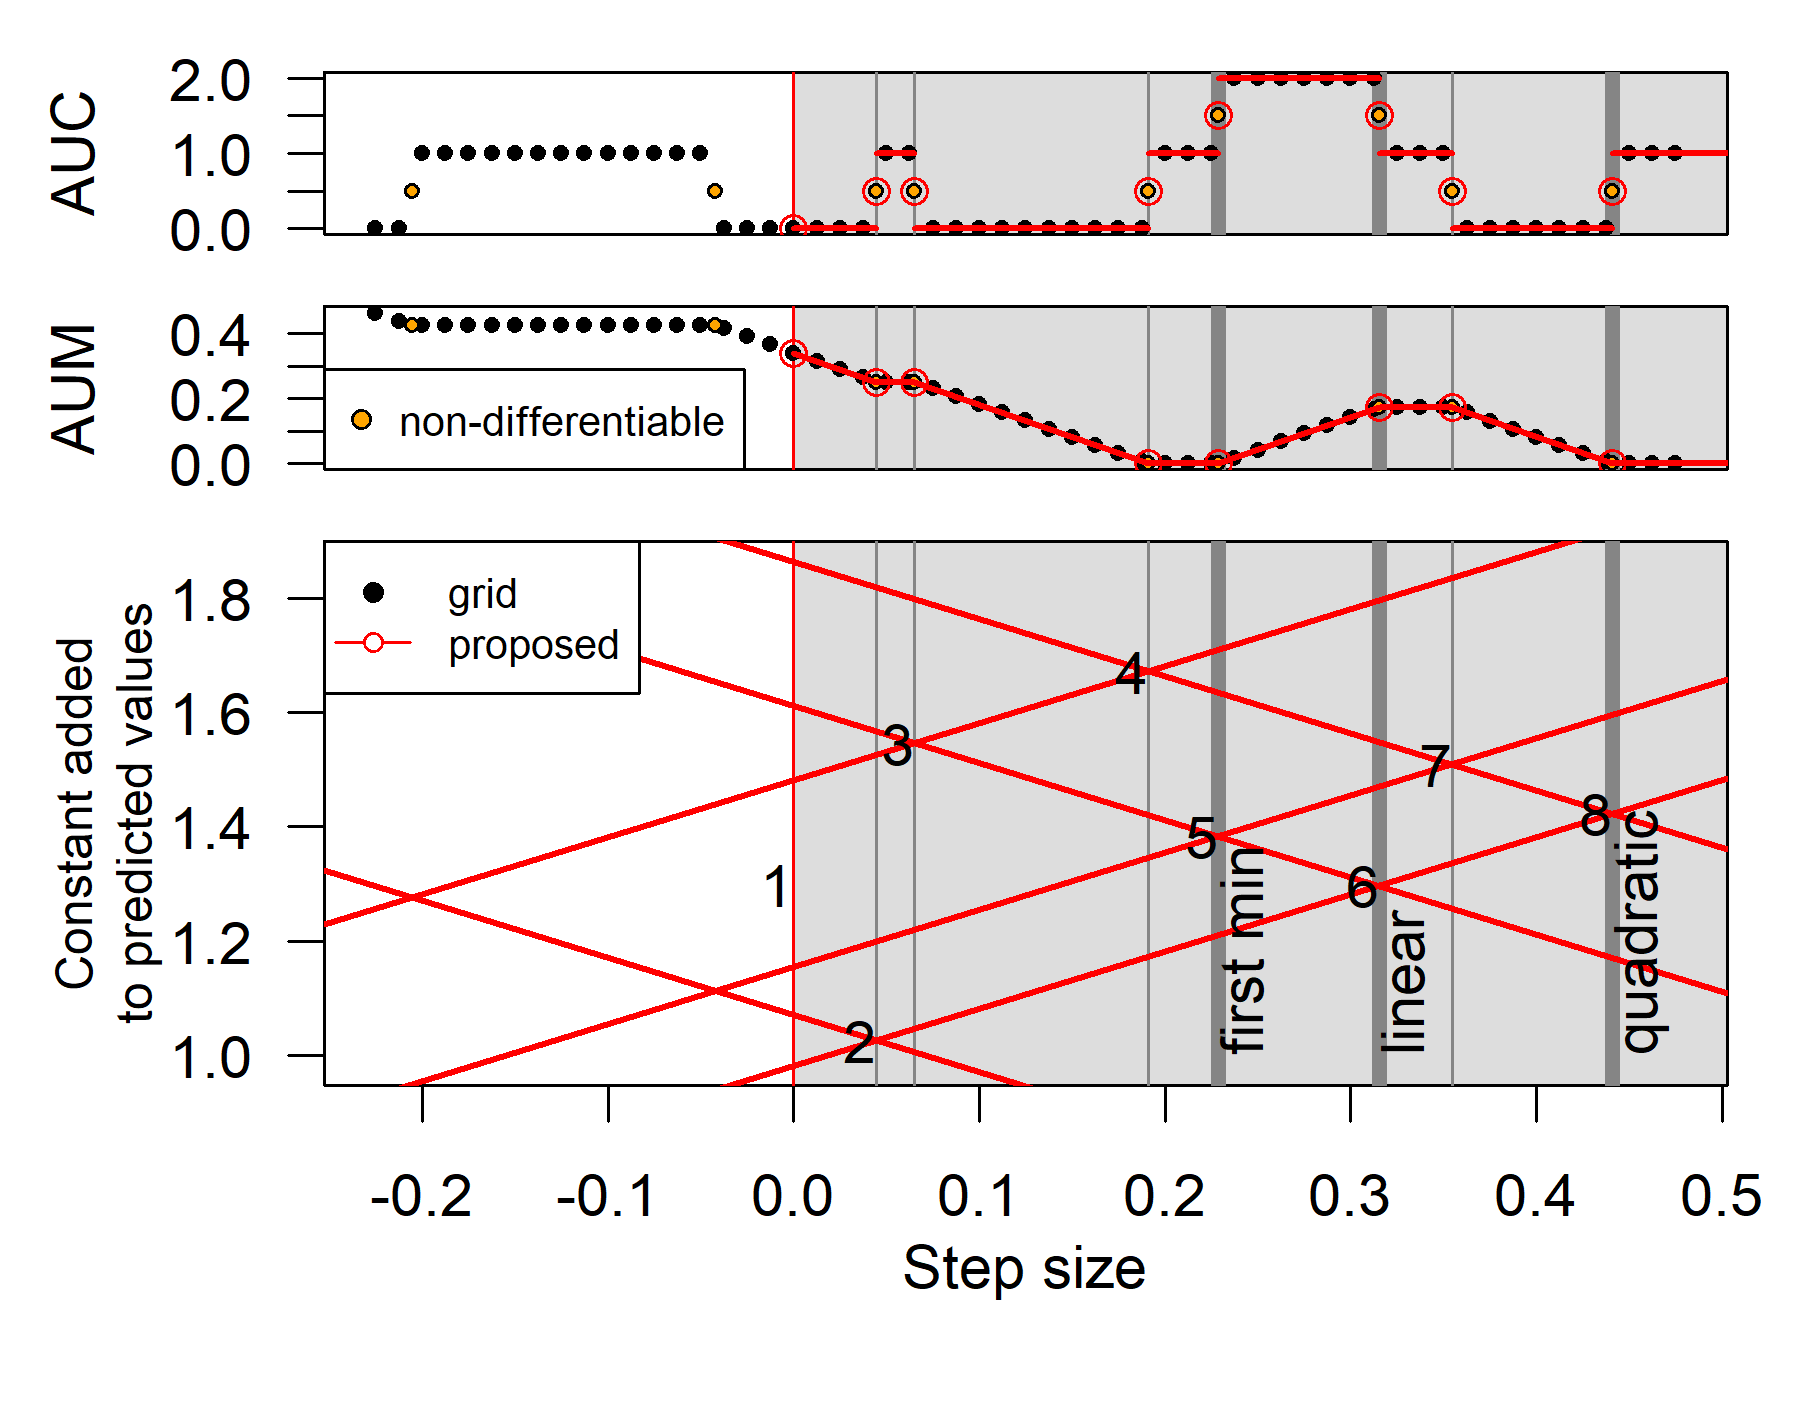 AUC
2.0
1.0
0.0
AUM
0.4
0.2
0.0
non-differentiable
Constant added
to predicted values
1.8
1.6
1.4
1.2
1.0
grid
proposed
1
2
3
4
5
6
7
8
first min
linear
quadratic
-0.2
-0.1
0.0
0.1
0.2
0.3
0.4
0.5
Step size